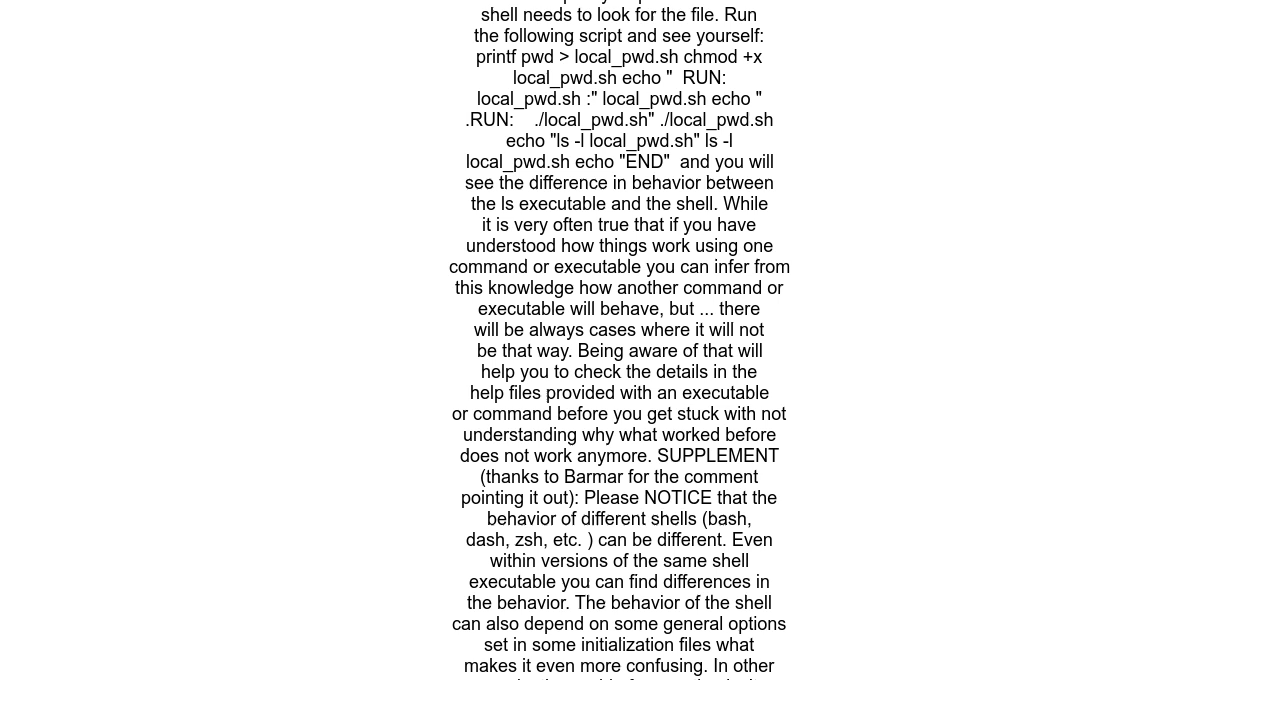 shell needs to look for the file. Run
the following script and see yourself:
printf pwd > local_pwd.sh chmod +x
local_pwd.sh echo "  RUN:
local_pwd.sh :" local_pwd.sh echo "
.RUN:    ./local_pwd.sh" ./local_pwd.sh
echo "ls -l local_pwd.sh" ls -l
local_pwd.sh echo "END"  and you will
see the difference in behavior between
the ls executable and the shell. While
it is very often true that if you have
understood how things work using one
command or executable you can infer from
this knowledge how another command or
executable will behave, but ... there
will be always cases where it will not
be that way. Being aware of that will
help you to check the details in the
help files provided with an executable
or command before you get stuck with not
understanding why what worked before
does not work anymore. SUPPLEMENT
(thanks to Barmar for the comment
pointing it out): Please NOTICE that the
behavior of different shells (bash,
dash, zsh, etc. ) can be different. Even
within versions of the same shell
executable you can find differences in
the behavior. The behavior of the shell
can also depend on some general options
set in some initialization files what
makes it even more confusing. In other